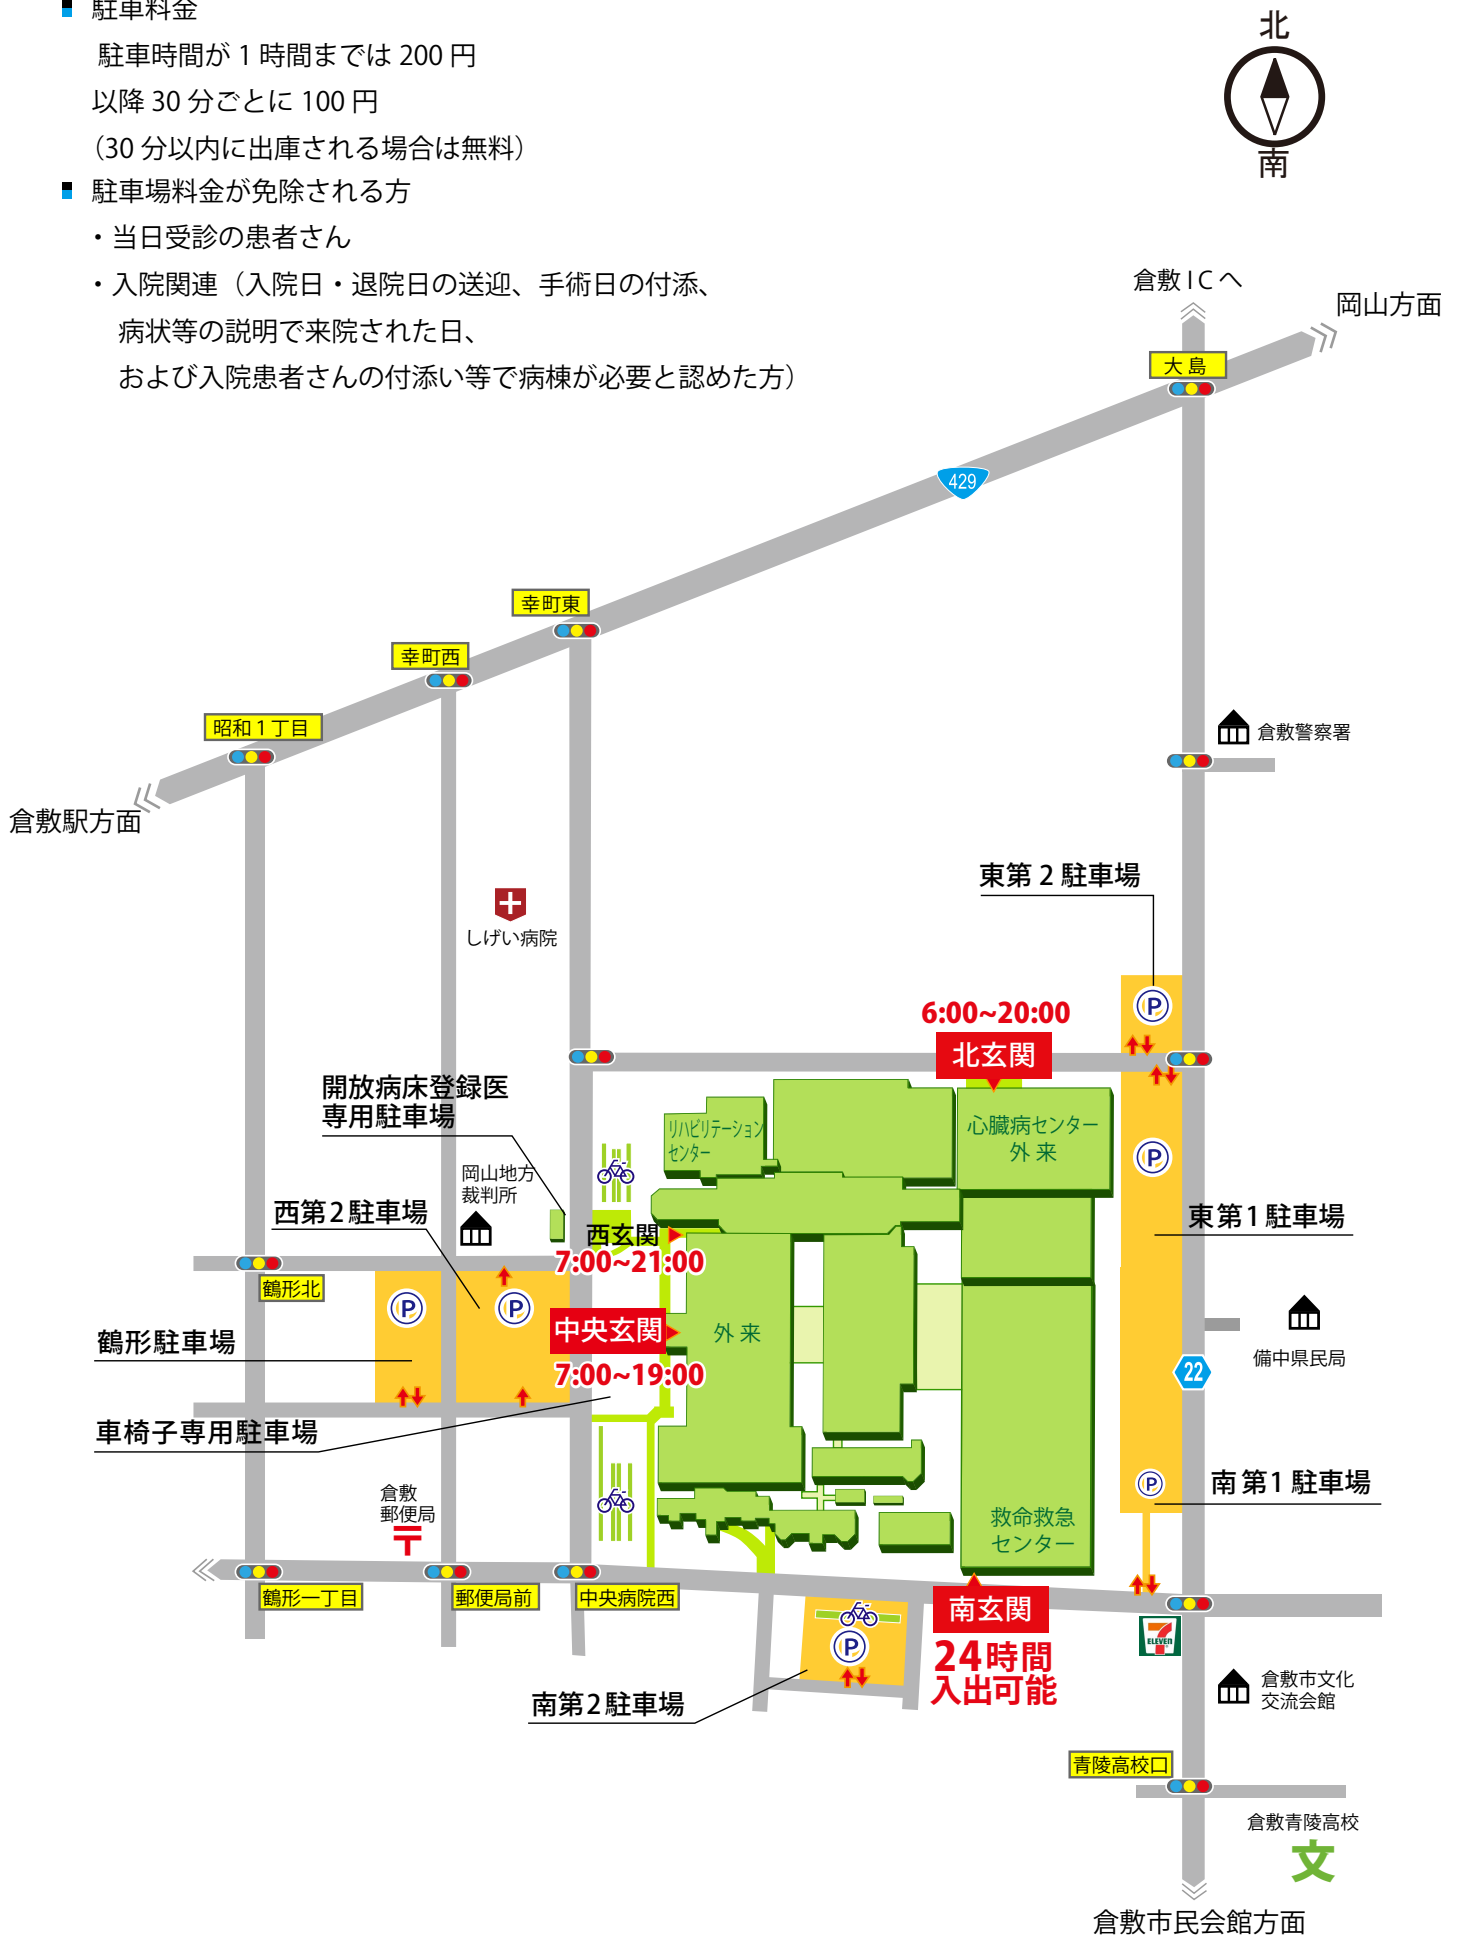 駐車料金
駐車時間が 1 時間までは 200 円
以降 30 分ごとに 100 円
（30 分以内に出庫される場合は無料）
駐車場料金が免除される方
・当日受診の患者さん
・入院関連（入院日・退院日の送迎、手術日の付添、
病状等の説明で来院された日、
および入院患者さんの付添い等で病棟が必要と認めた方）
北
南
倉敷 I C へ
岡山方面
大 島
429
幸町東
幸町西
昭和 1 丁目
倉敷駅方面
倉敷警察署
しげい病院
東第 2 駐車場
P
6:00~20:00
北玄関
開放病床登録医
専用駐車場
リハビリテーション
センター
心臓病センター
外 来
P
岡山地方
裁判所
西第2駐車場
西玄関
7:00~21:00
東第1駐車場
鶴形北
P
P
中央玄関
外 来
鶴形駐車場
7:00~19:00
備中県民局
22
車椅子専用駐車場
倉敷
郵便局
〒
P
南第1 駐車場
救命救急
センター
鶴形一丁目
郵便局前
中央病院西
南玄関
24時間
入出可能
P
7
ELEVEN
南第2駐車場
倉敷市文化
交流会館
青陵高校口
倉敷青陵高校
文
倉敷市民会館方面